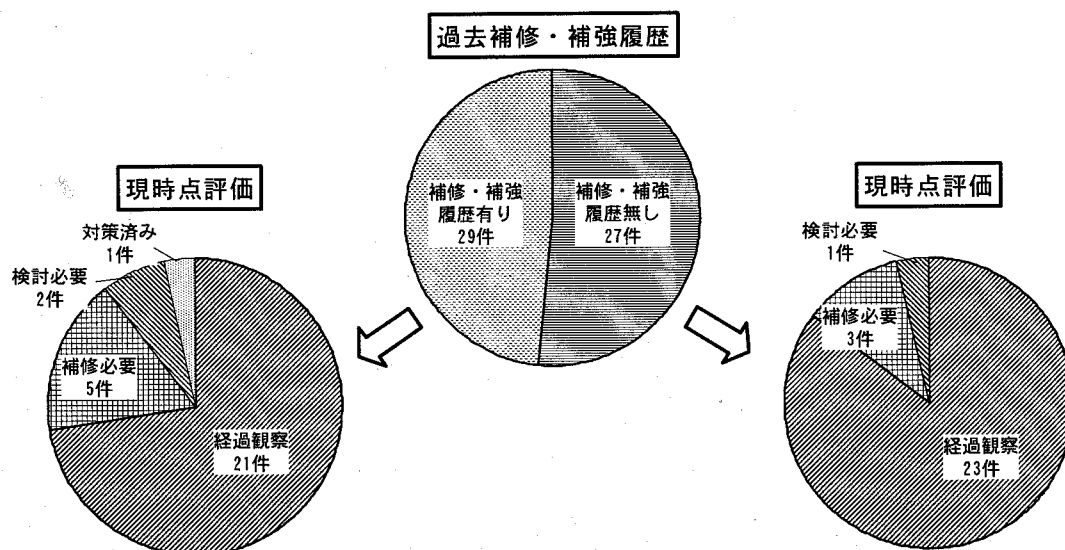 過去補修・補強履歴
補修・補強
履歴有り
29件
補修・補強
履歴無し
27件
現時点評価
対策済み
1件
検討必要
2件
補修必要
5件
経過観察
21件
現時点評価
検討必要
1件
補修必要
3件
経過観察
23件